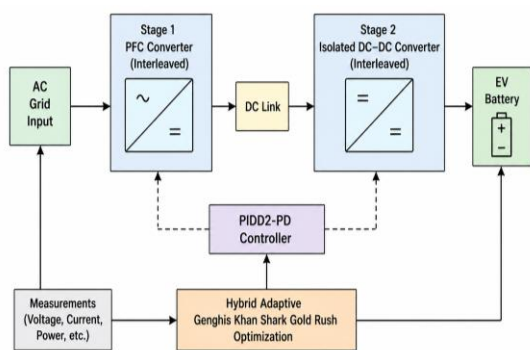 Stage 1
PFC Converter
(Interleaved)
~
=
Stage 2
Isolated DC–DC Converter
(Interleaved)
=
=
AC
Grid
Input
DC Link
EV
Battery
+
−
PIDD2-PD
Controller
Measurements
(Voltage, Current,
Power, etc.)
Hybrid Adaptive
Genghis Khan Shark Gold Rush
Optimization